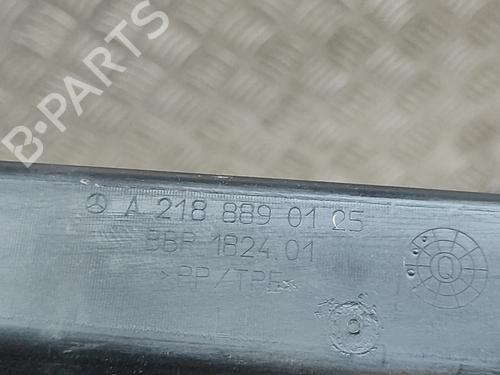 B-PARTS
A 218 889 01 25
BBP 1824.01
>PP/TPE<
Q